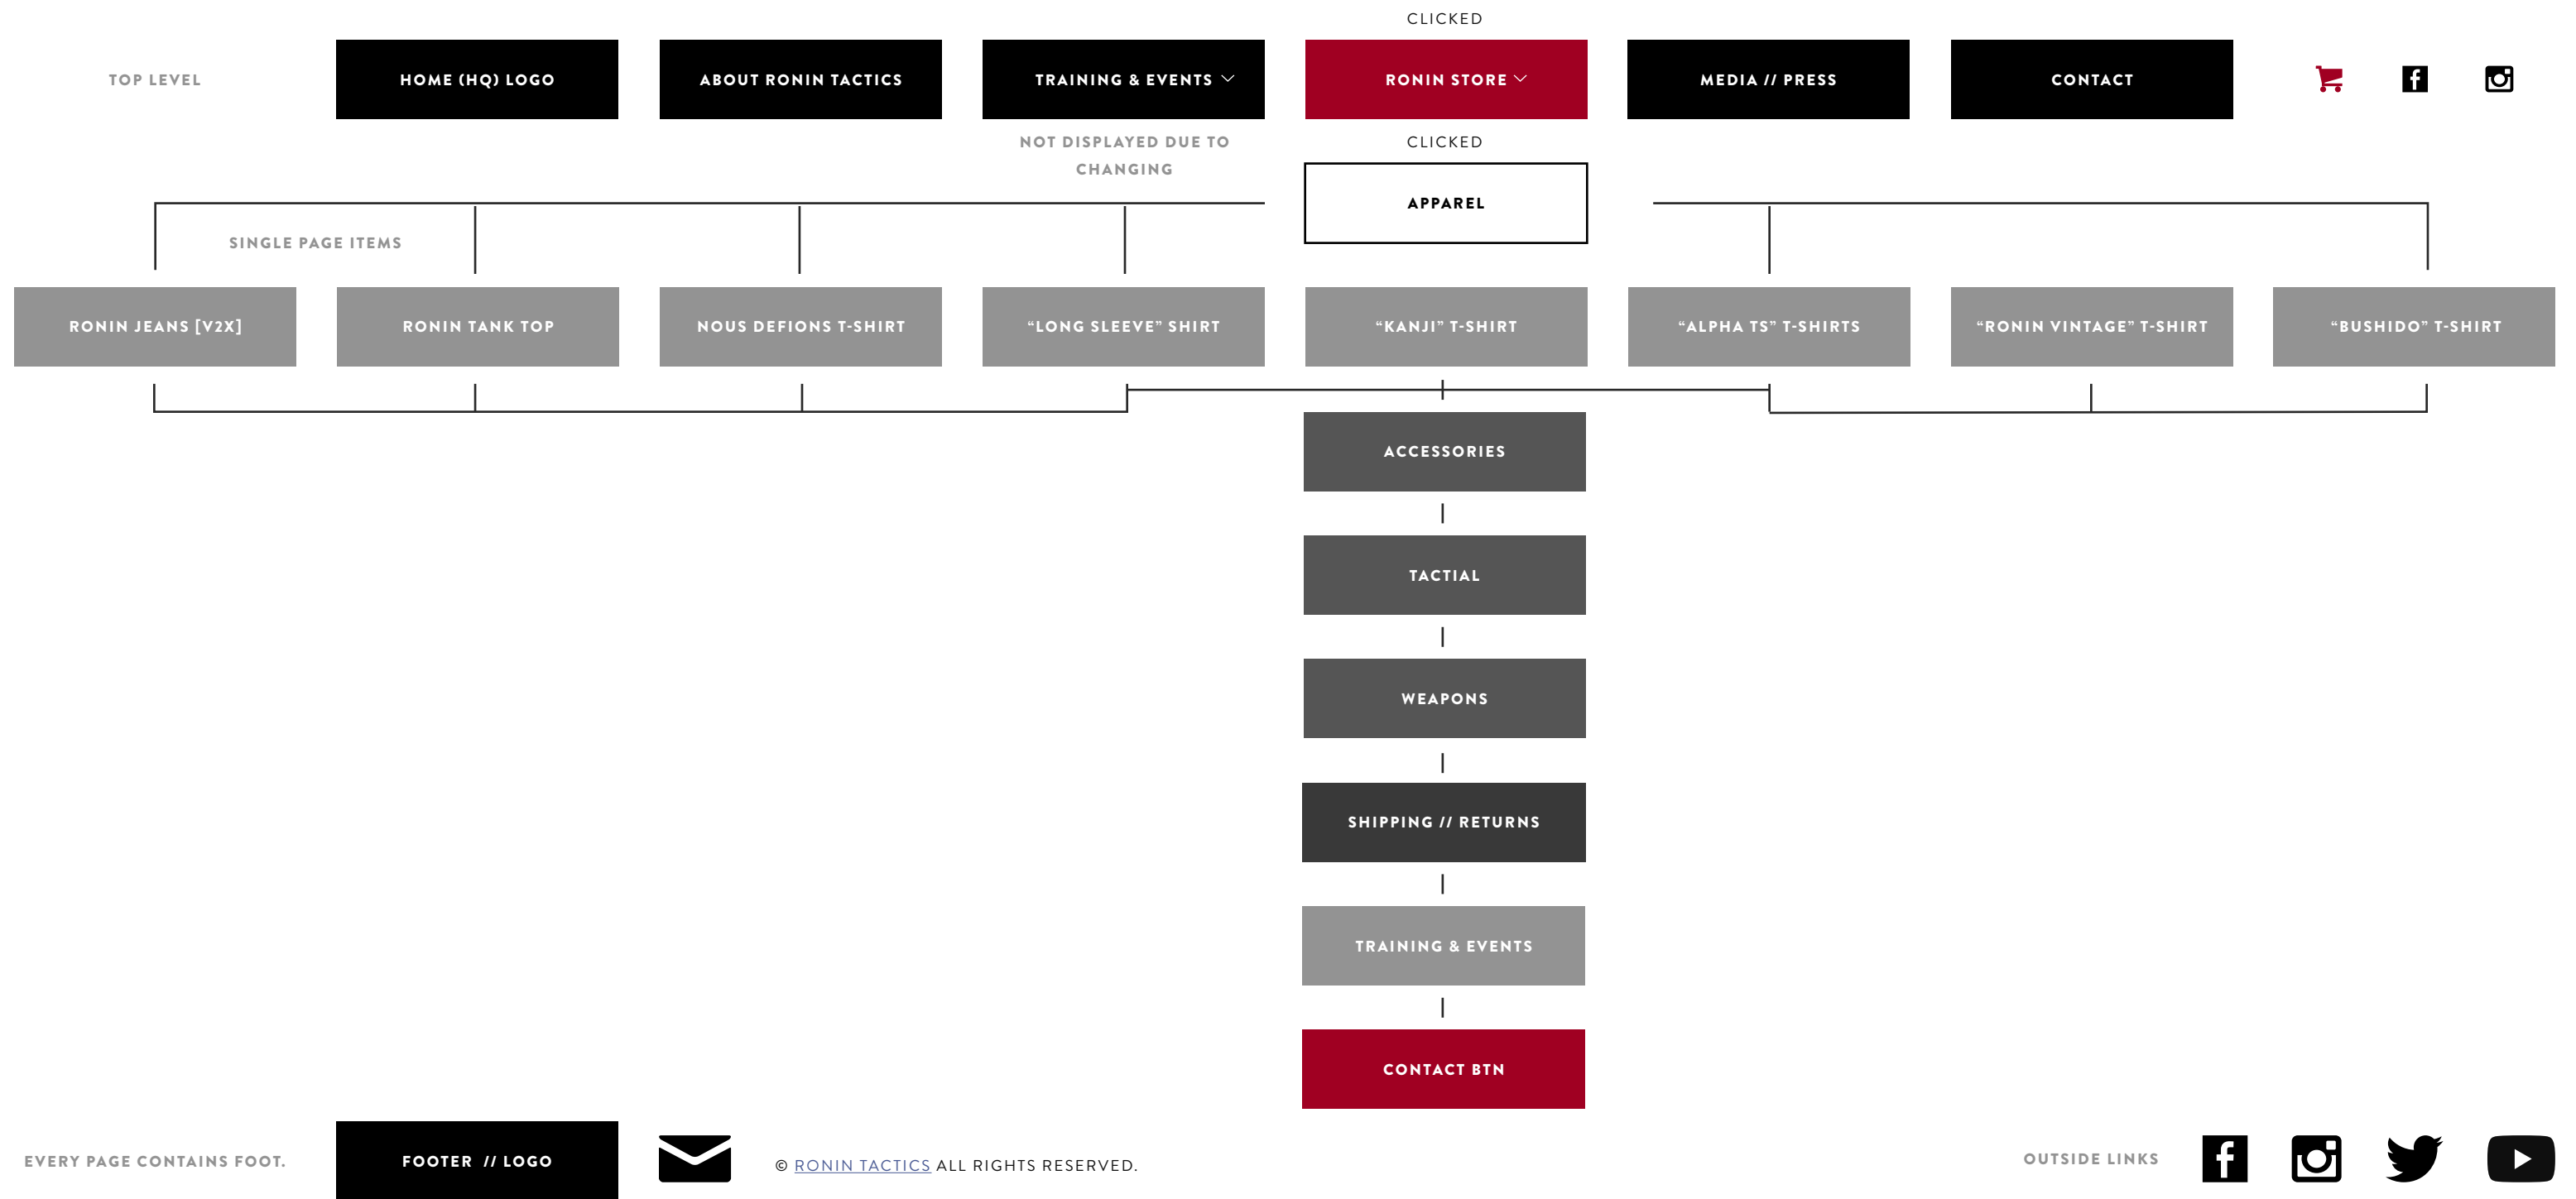 CLICKED
TOP LEVEL
HOME (HQ) LOGO
ABOUT RONIN TACTICS
TRAINING & EVENTS
RONIN STORE
MEDIA // PRESS
CONTACT
NOT DISPLAYED DUE TO
CHANGING
CLICKED
APPAREL
SINGLE PAGE ITEMS
RONIN JEANS [V2X]
RONIN TANK TOP
NOUS DEFIONS T-SHIRT
“LONG SLEEVE” SHIRT
“KANJI” T-SHIRT
“ALPHA TS” T-SHIRTS
“RONIN VINTAGE” T-SHIRT
“BUSHIDO” T-SHIRT
ACCESSORIES
TACTIAL
WEAPONS
SHIPPING // RETURNS
TRAINING & EVENTS
CONTACT BTN
EVERY PAGE CONTAINS FOOT.
FOOTER // LOGO
© RONIN TACTICS ALL RIGHTS RESERVED.
OUTSIDE LINKS